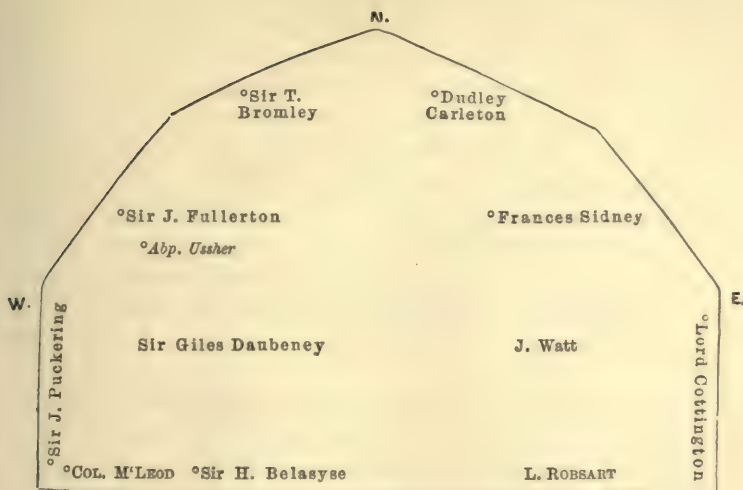 N.
°Sir T.
Bromley
°Dudley
Carleton
°Sir J. Fullerton
°Frances Sidney
°Abp. Ussher
W.
E.
°Sir J. Puckering
Sir Giles Daubeney
J. Watt
°Lord Cottington
°COL. M'LEOD °Sir H. Belasyse
L. ROBSART